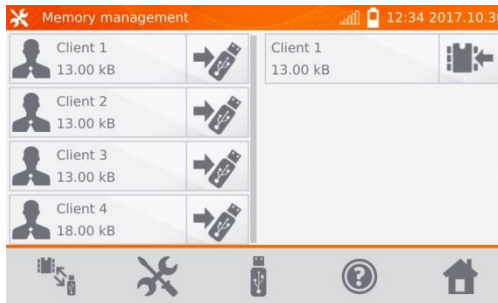 Memory management
12:34 2017.10.30
Client 1
13.00 kB
Client 2
13.00 kB
Client 3
13.00 kB
Client 4
18.00 kB
Client 1
13.00 kB